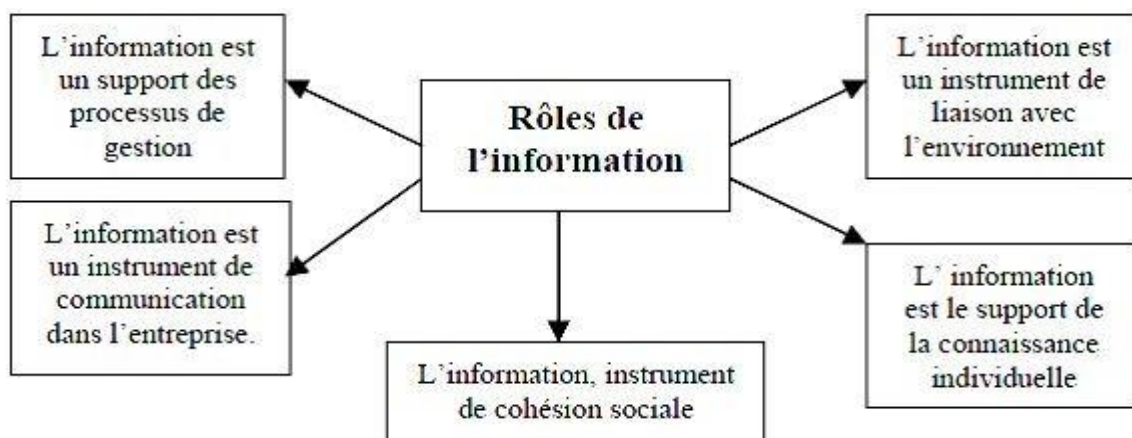 L'information est
un support des
processus de
gestion
Rôles de
l'information
L'information est
un instrument de
liaison avec
l'environnement
L'information est
un instrument de
communication
dans l'entreprise.
L' information
est le support de
la connaissance
individuelle
L'information, instrument
de cohésion sociale